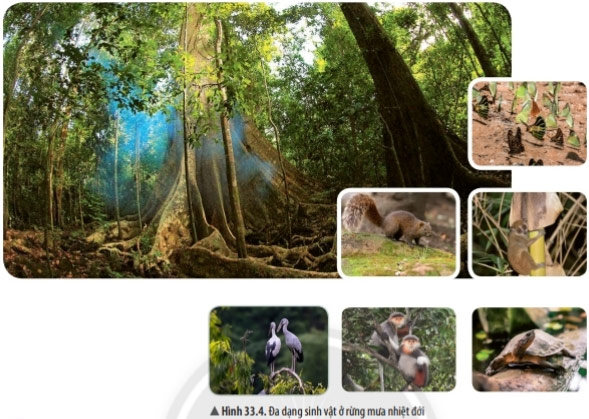 ▲ Hình 33.4. Đa dạng sinh vật ở rừng mưa nhiệt đới